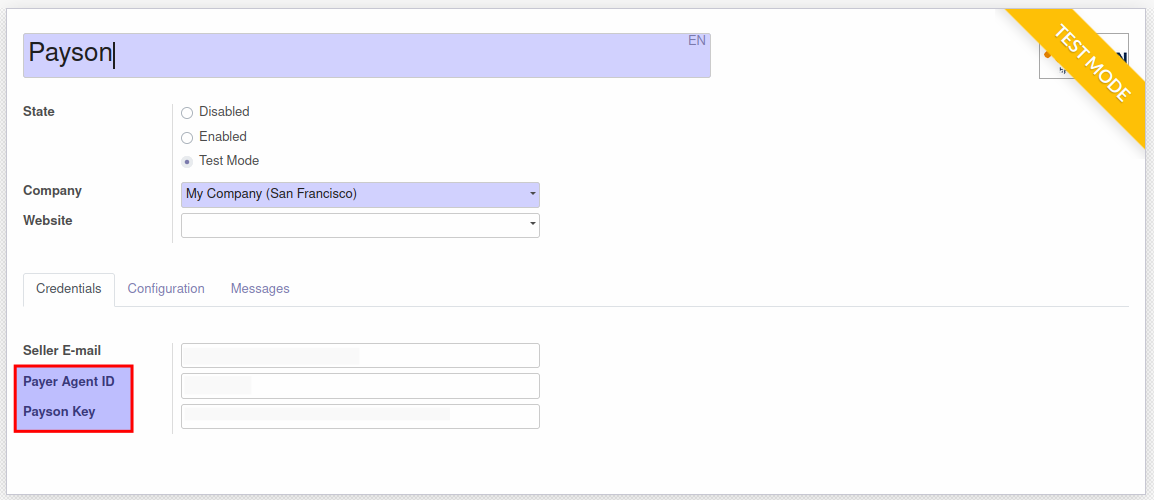 Payson
EN
TEST MODE
State
Disabled
Enabled
Test Mode
Company
My Company (San Francisco)
Website
Credentials
Configuration
Messages
Seller E-mail
Payer Agent ID
Payson Key